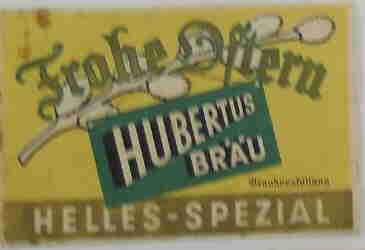 Frohe Ostern
HUBERTUS
BRÄU
HELLES-SPEZIAL